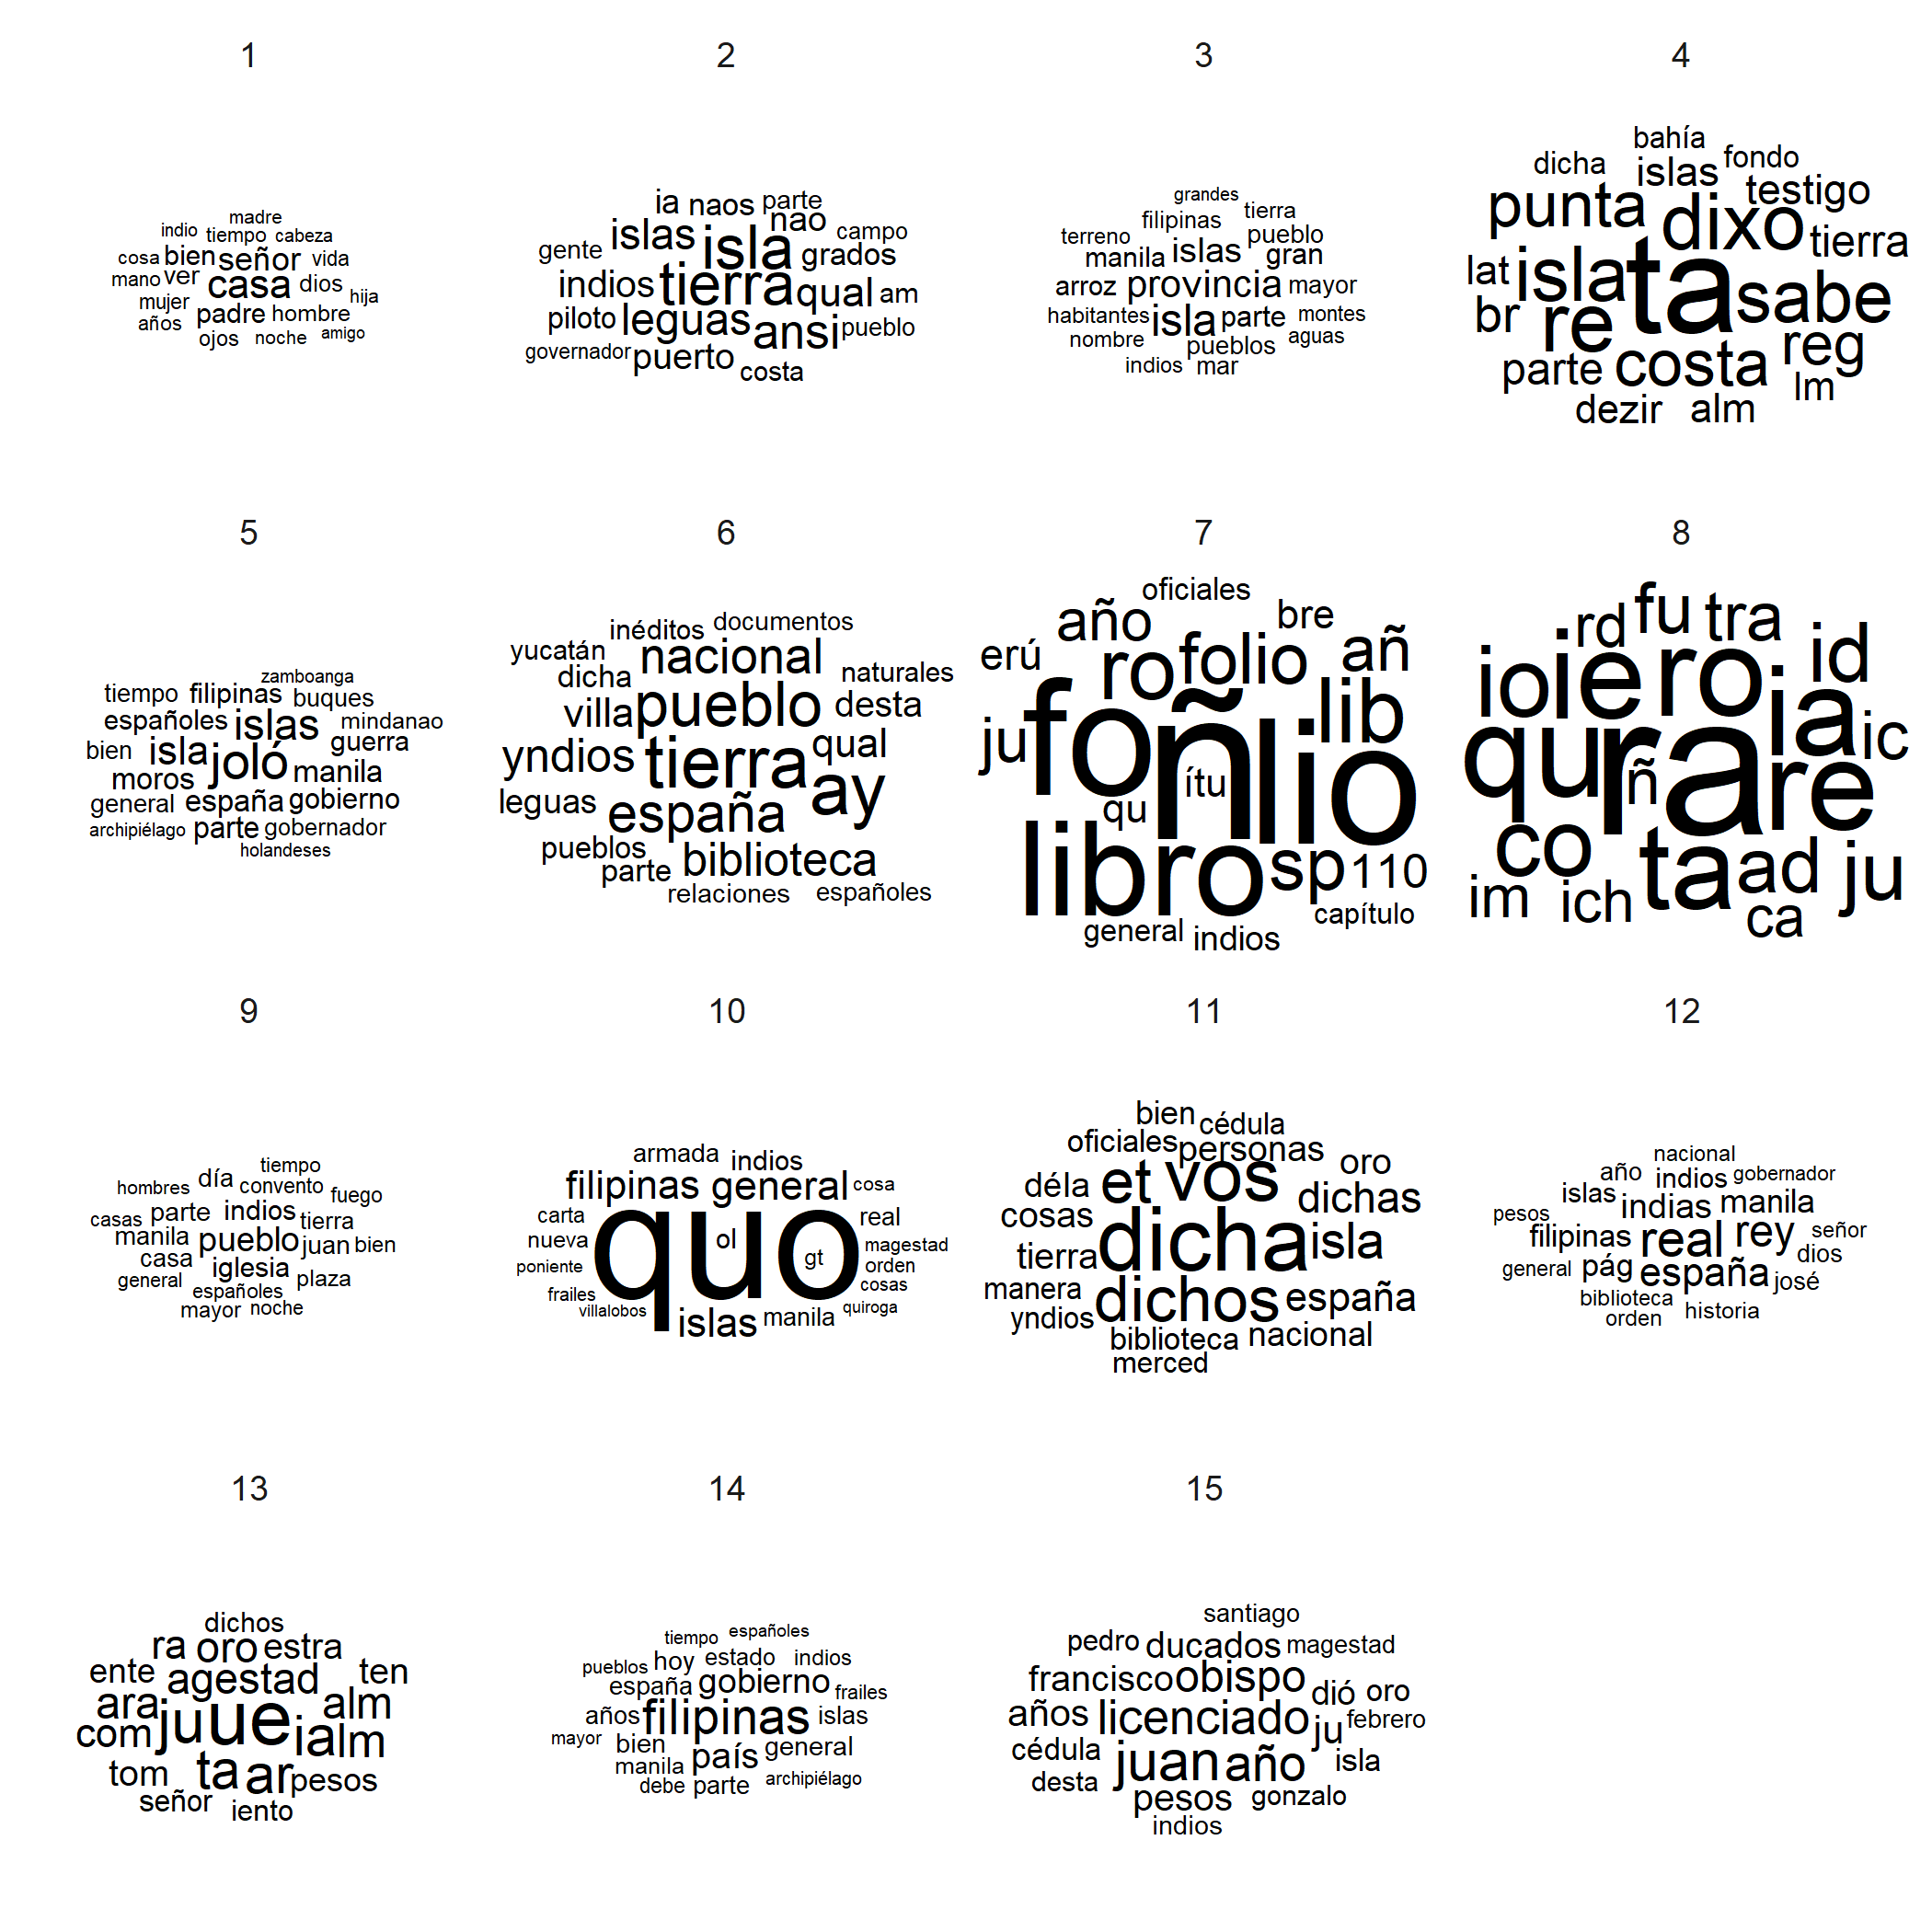 1
madre
indio tiempo cabeza
cosa bien señor vida
mano ver casa dios
mujer padre hombre hija
años ojos noche amigo
2
ia naos parte
islas isla nao campo
gente grados
indios tierra qual am
piloto leguas ansi pueblo
governador puerto
costa
3
grandes
filipinas tierra
terreno pueblo
manila islas gran
arroz provincia mayor
habitantes isla parte montes
nombre pueblos aguas
indios mar
4
bahía
dicha islas fondo
punta dixo testigo
tierra
lat isla ta sabe
br re reg
parte costa lm
dezir alm
5
zamboanga
tiempo filipinas buques
españoles islas mindanao
bien isla joló guerra
moros manila
general españa gobierno
archipiélago parte gobernador
holandeses
6
inéditos documentos
yucatán nacional
dicha naturales
villa pueblo desta
yndios tierra qual
leguas españa ay
pueblos biblioteca
parte
relaciones españoles
7
oficiales
año bre
erú ro folio añ
ju fo ñ lio lib
qu ítu
libro sp 110
capítulo
general indios
8
rd fu tra
io ie ro id
qu ñ ra ia ic
re
co ta ad ju
im ich ca
9
tiempo
hombres día convento
fuego
casas parte indios tierra
manila pueblo juan bien
casa iglesia
general plaza
españoles
mayor noche
10
armada indios
filipinas general cosa
carta real
nueva quo ol magestad
poniente gt orden
frailes cosas
villalobos islas manila quiroga
11
bien cédula
oficiales personas
déla et vos oro
cosas dichas
tierra dicha isla
manera dichos españa
yndios
biblioteca nacional
merced
12
nacional
año indios gobernador
islas
pesos indias manila
filipinas real rey señor
dios
general pág españa josé
biblioteca historia
orden
13
dichos
ra oro estra
ente agestad ten
ara alm
com ju ue ialm
tom ta ar pesos
señor iento
14
tiempo españoles
pueblos hoy estado indios
españa gobierno frailes
años filipinas islas
mayor bien país general
manila
debe parte archipiélago
15
santiago
pedro ducados magestad
francisco obispo dió oro
años licenciado ju febrero
cédula juan año isla
desta
pesos gonzalo
indios